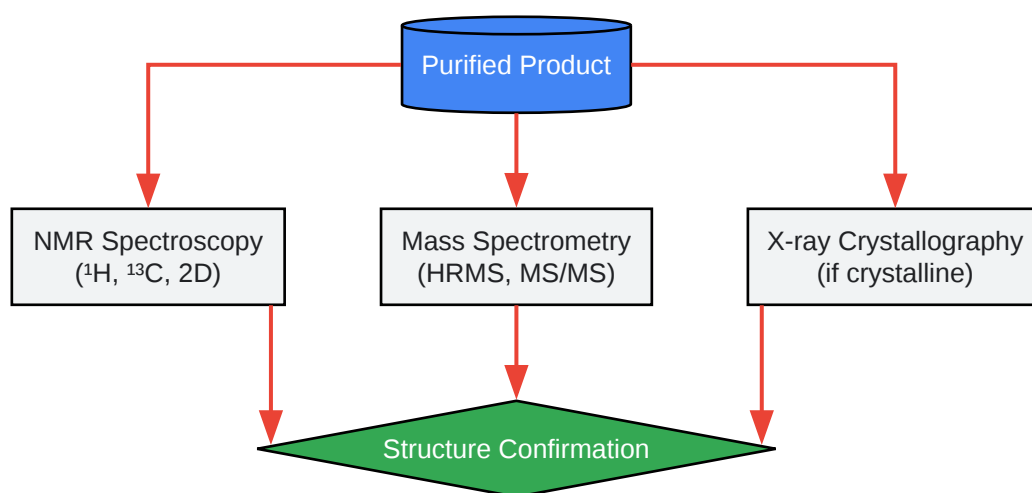 Purified Product
NMR Spectroscopy
(¹H, ¹³C, 2D)
Mass Spectrometry
(HRMS, MS/MS)
X-ray Crystallography
(if crystalline)
Structure Confirmation